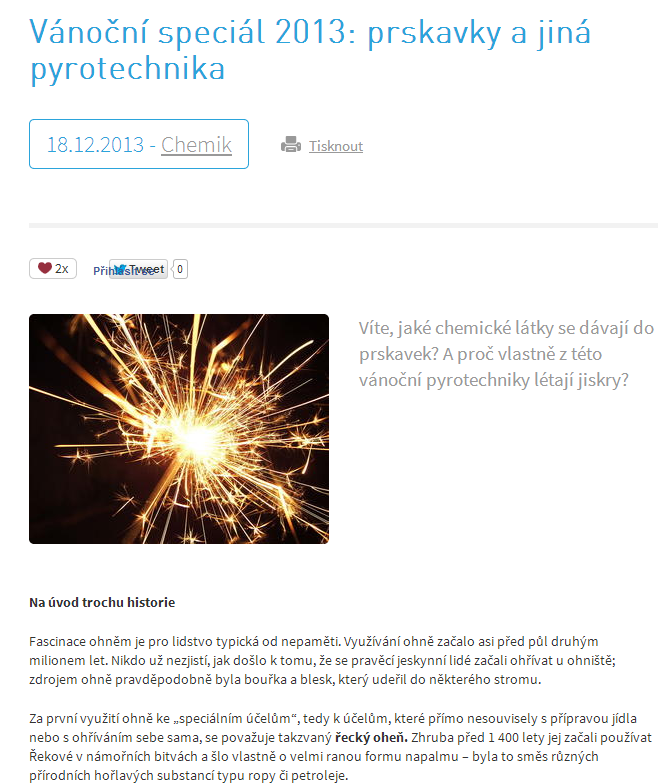 Vánoční speciál 2013: prskavky a jiná
pyrotechnika
18.12.2013 - Chemik
Tisknout
2x
Přihlásit se
Tweet
0
Víte, jaké chemické látky se dávají do
prskavek? A proč vlastně z této
vánoční pyrotechniky létají jiskry?
Na úvod trochu historie
Fascinace ohněm je pro lidstvo typická od nepaměti. Využívání ohně začalo asi před půl druhým
milionem let. Nikdo už nezjistí, jak došlo k tomu, že se pravěcí jeskynní lidé začali ohřívat u ohniště;
zdrojem ohně pravděpodobně byla bouřka a blesk, který udeřil do některého stromu.
Za první využití ohně ke „speciálním účelům“, tedy k účelům, které přímo nesouvisely s přípravou jídla
nebo s ohříváním sebe sama, se považuje takzvaný řecký oheň. Zhruba před 1 400 lety jej začali používat
Řekové v námořních bitvách a šlo vlastně o velmi ranou formu napalmu – byla to směs různých
přírodních hořlavých substancí typu ropy či petroleje.